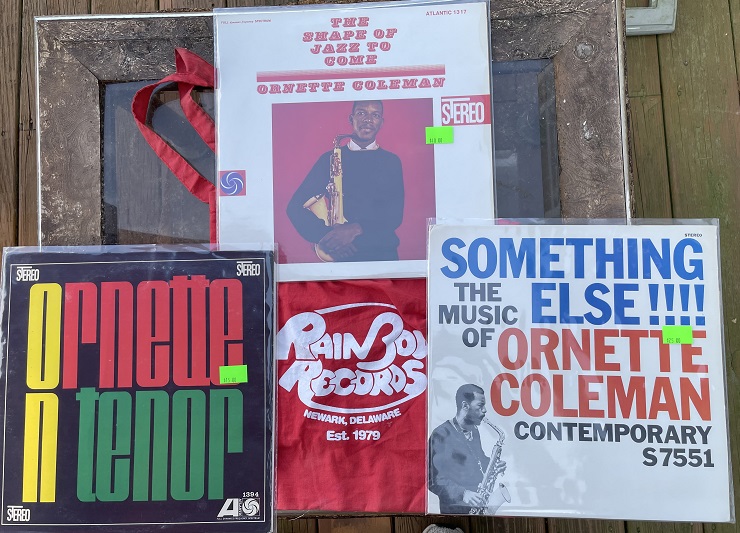 THE
SHAPE OF
JAZZ TO
COME
ORNETTE COLEMAN
ATLANTIC 1317
STEREO
STEREO
STEREO
ornette
on
tenor
STEREO
1394
ATLANTIC
RainBow
RECORDS
NEWARK, DELAWARE
Est. 1979
STEREO
SOMETHING
THE
MUSIC
OF
ELSE!!!!
ORNETTE
COLEMAN
CONTEMPORARY
S7551